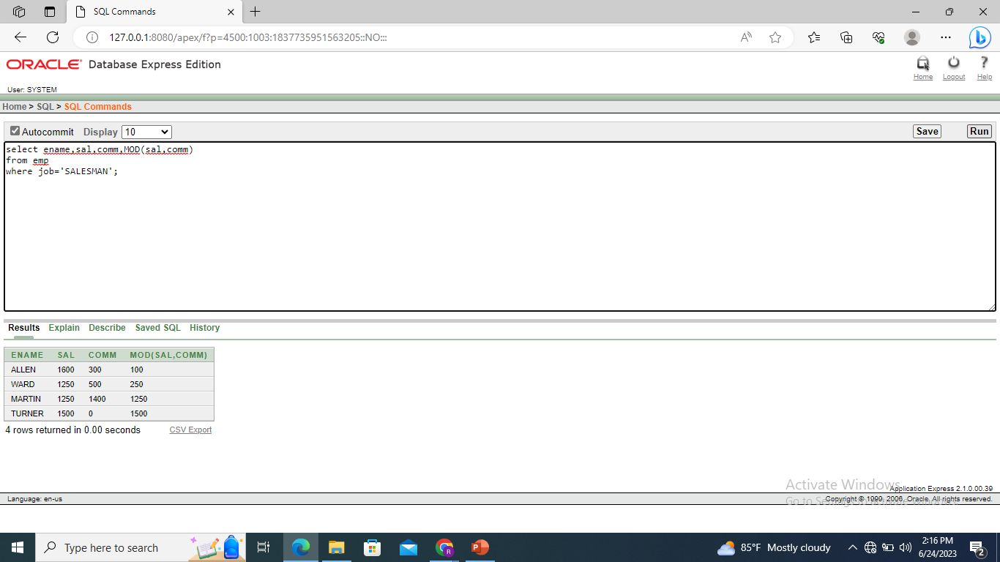 SQL Commands
127.0.0.1:8080/apex/f?p=4500:1003:1837735951563205::NO:::
ORACLE Database Express Edition
Home Logout Help
User: SYSTEM
Home > SQL > SQL Commands
Autocommit Display 10 Save Run
select ename,sal,comm,MOD(sal,comm)
from emp
where job='SALESMAN';
Results Explain Describe Saved SQL History
ENAME SAL COMM MOD(SAL,COMM)
ALLEN 1600 300 100
WARD 1250 500 250
MARTIN 1250 1400 1250
TURNER 1500 0 1500
4 rows returned in 0.00 seconds CSV Export
Activate Windows
Application Express 2.1.0.00.39
Language: en-us
Copyright © 1999, 2006, Oracle. All rights reserved.
Type here to search
85°F Mostly cloudy
2:16 PM
6/24/2023
2